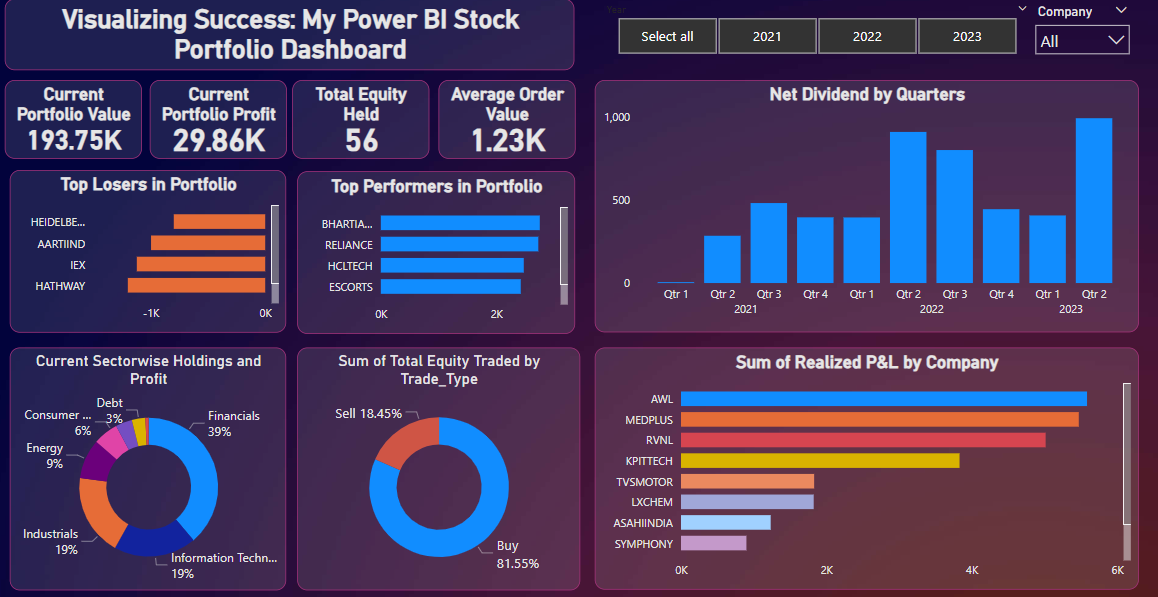 Visualizing Success: My Power BI Stock
Portfolio Dashboard
Year
Select all
2021
2022
2023
Company
All
Current
Portfolio Value
193.75K
Current
Portfolio Profit
29.86K
Total Equity
Held
56
Average Order
Value
1.23K
Net Dividend by Quarters
1,000
500
0
Qtr 1 Qtr 2 Qtr 3 Qtr 4 Qtr 1 Qtr 2 Qtr 3 Qtr 4 Qtr 1 Qtr 2
2021 2022 2023
Top Losers in Portfolio
HEIDELBE...
AARTIIND
IEX
HATHWAY
-1K 0K
Top Performers in Portfolio
BHARTIA...
RELIANCE
HCLTECH
ESCORTS
0K 2K
Current Sectorwise Holdings and
Profit
Debt
3%
Consumer ...
6%
Energy
9%
Industrials
19%
Financials
39%
Information Techn...
19%
Sum of Total Equity Traded by
Trade_Type
Sell 18.45%
Buy
81.55%
Sum of Realized P&L by Company
AWL
MEDPLUS
RVNL
KPITTECH
TVSMOTOR
LXCHEM
ASAHIINDIA
SYMPHONY
0K 2K 4K 6K